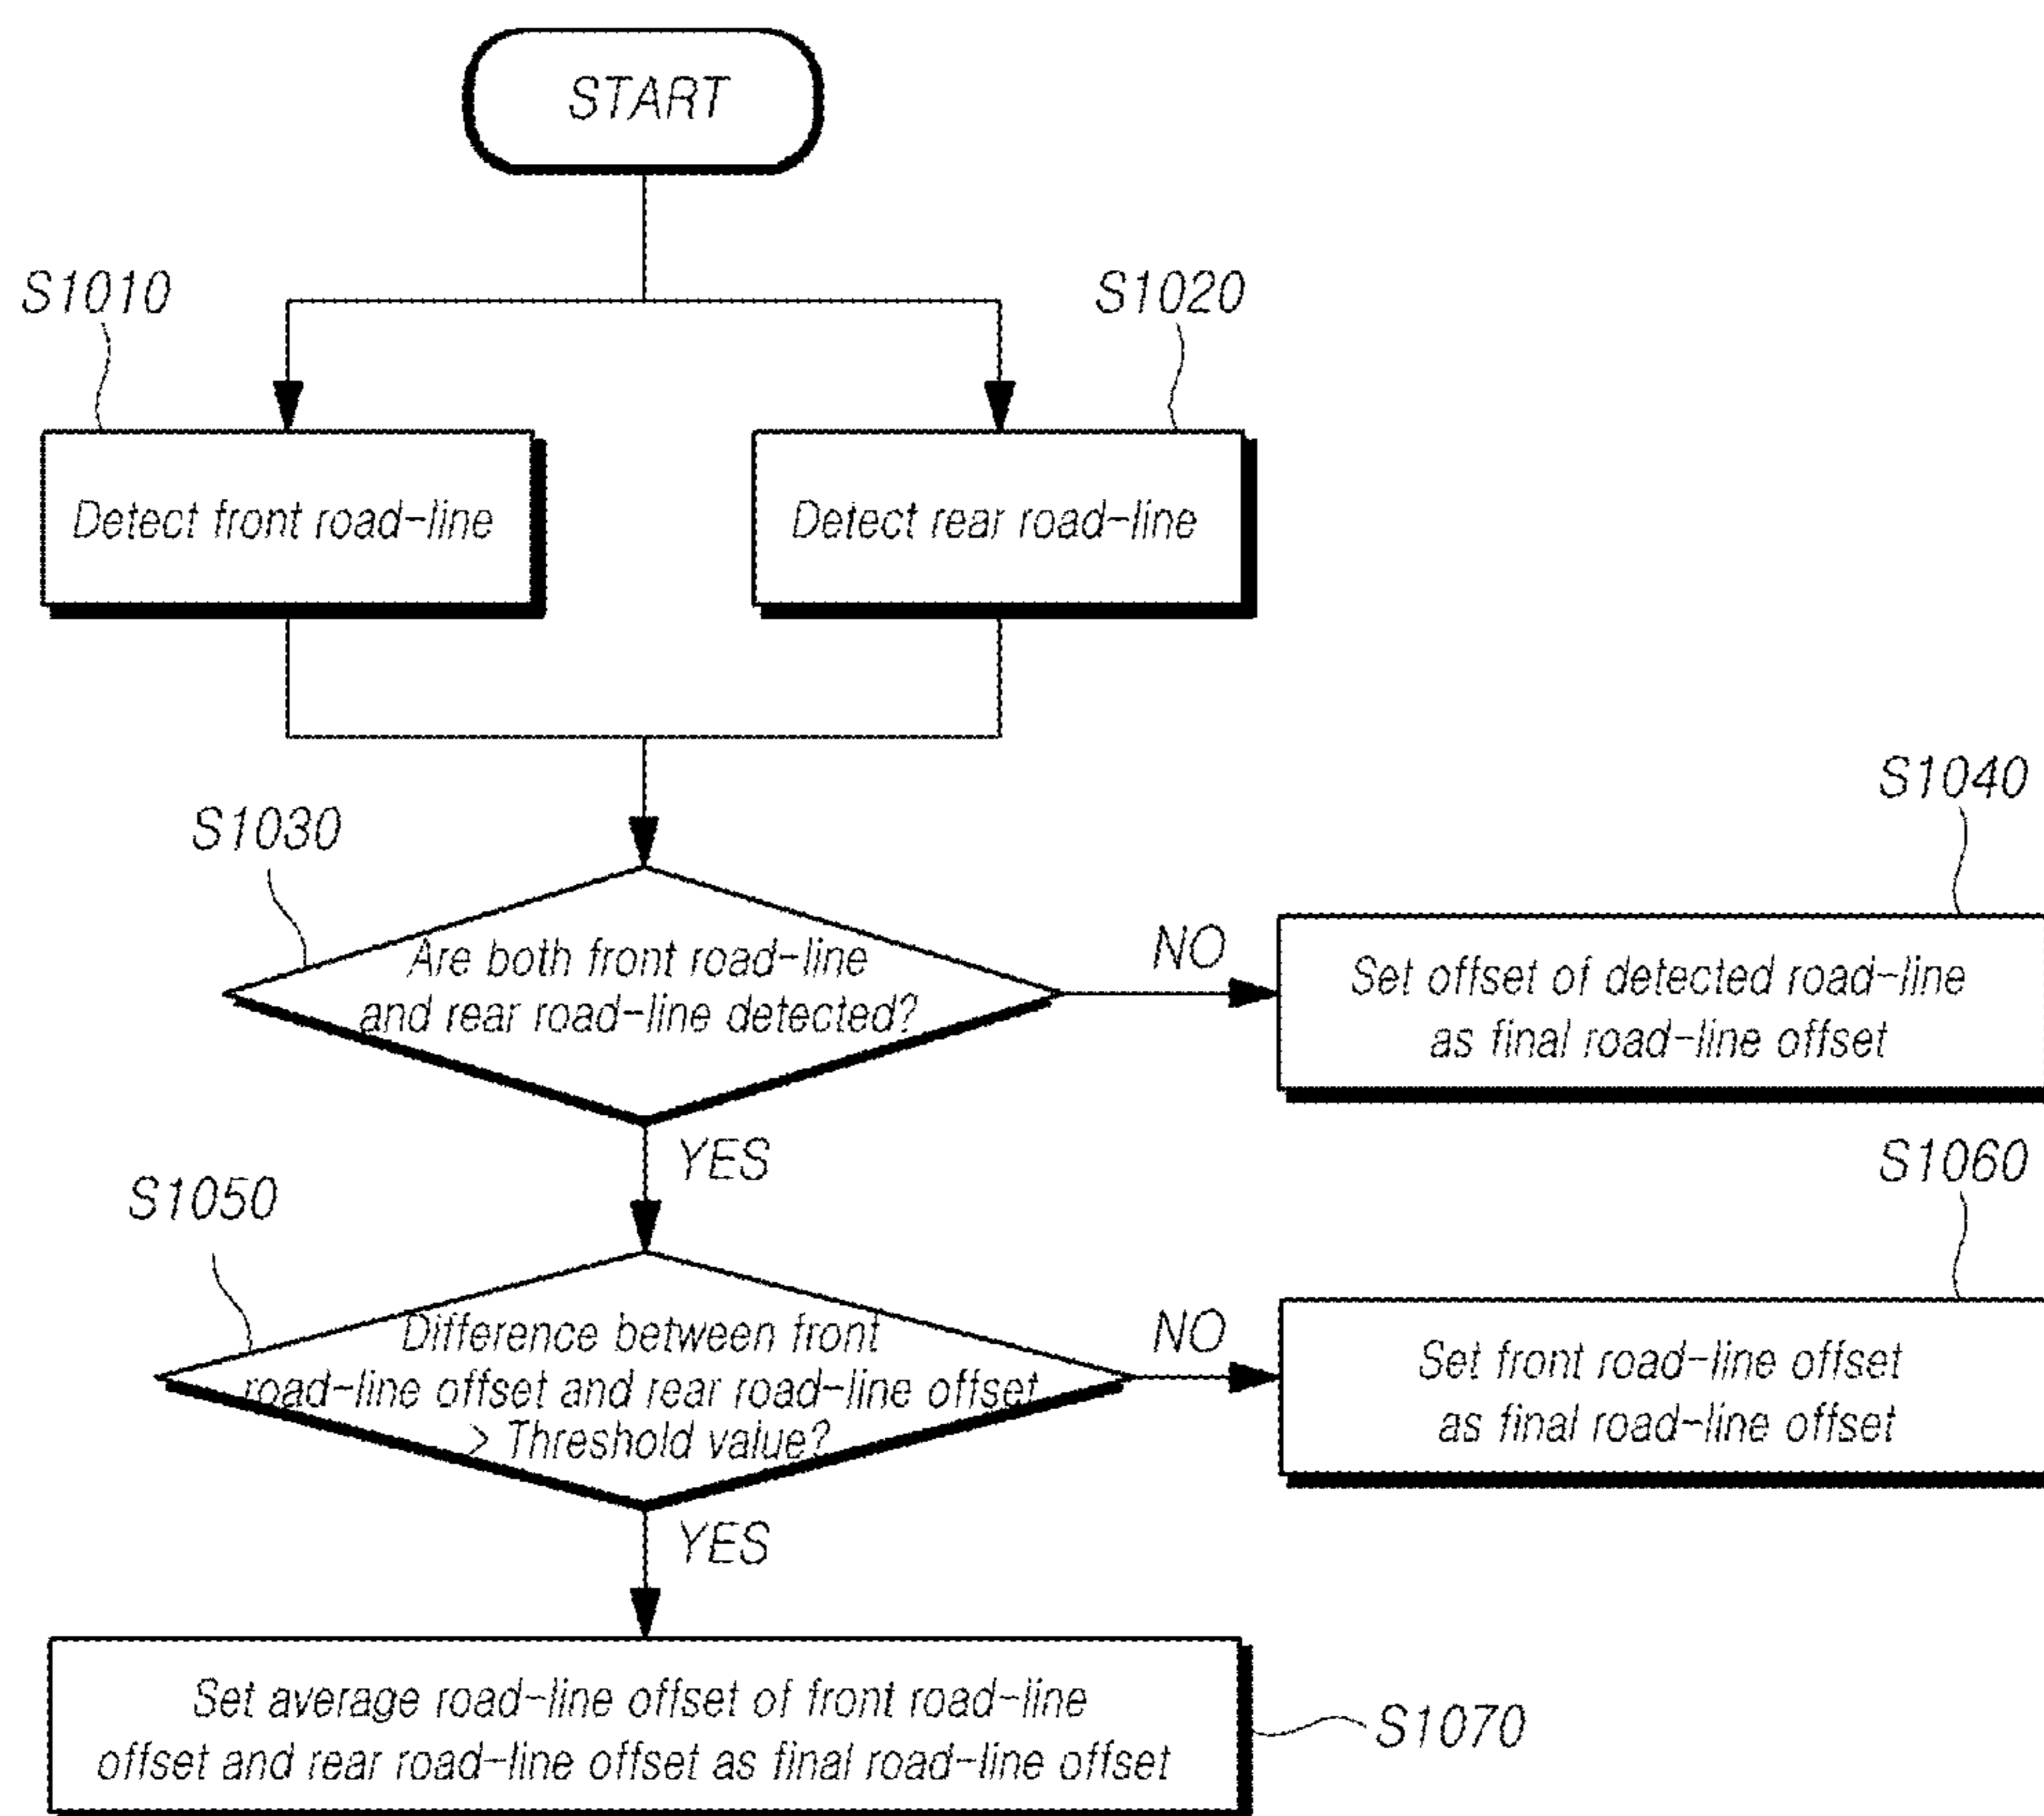 START
S1010
S1020
Detect front road-line
Detect rear road-line
S1030
Are both front road-line
and rear road-line detected?
NO
S1040
Set offset of detected road-line
as final road-line offset
YES
S1050
Difference between front
road-line offset and rear road-line offset
> Threshold value?
NO
S1060
Set front road-line offset
as final road-line offset
YES
Set average road-line offset of front road-line
offset and rear road-line offset as final road-line offset
S1070